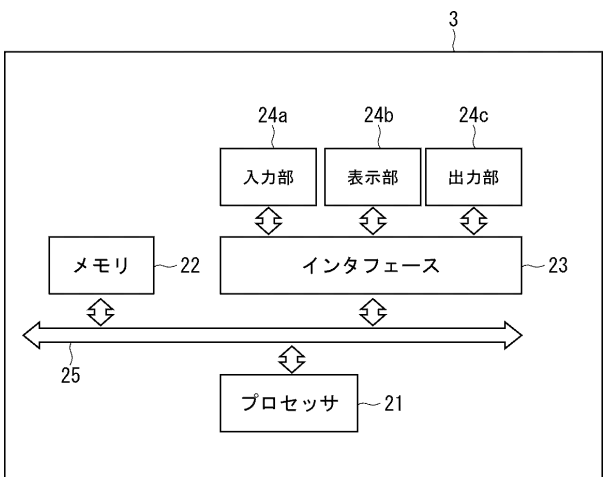 3
24a
24b
24c
入力部
表示部
出力部
メモリ
22
インタフェース
23
25
プロセッサ
21